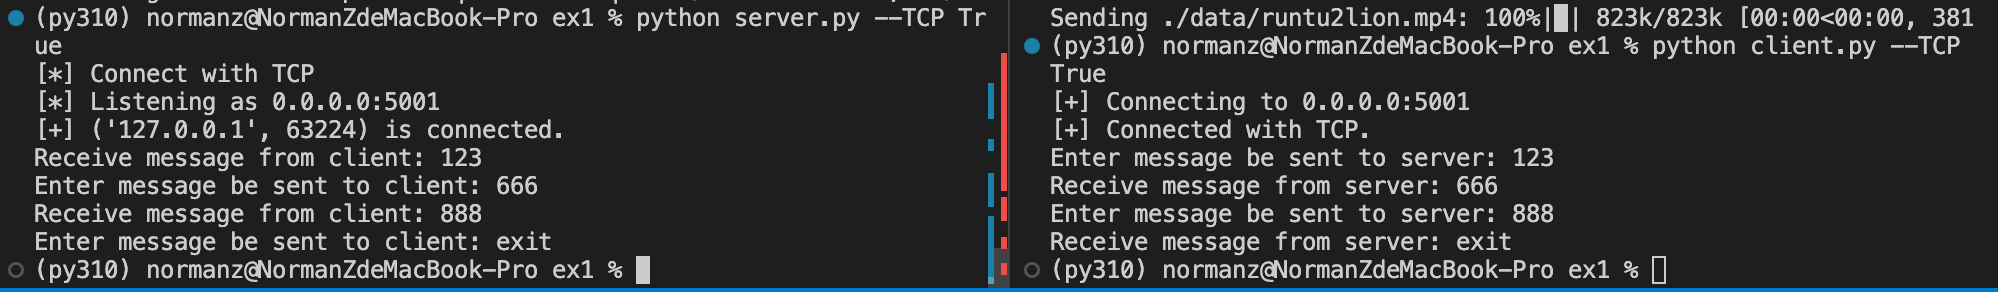 (py310) normanz@NormanZdeMacBook-Pro ex1 % python server.py --TCP Tr
ue
[*] Connect with TCP
[*] Listening as 0.0.0.0:5001
[+] ('127.0.0.1', 63224) is connected.
Receive message from client: 123
Enter message be sent to client: 666
Receive message from client: 888
Enter message be sent to client: exit
(py310) normanz@NormanZdeMacBook-Pro ex1 %
Sending ./data/runtu2lion.mp4: 100%|█| 823k/823k [00:00<00:00, 381
(py310) normanz@NormanZdeMacBook-Pro ex1 % python client.py --TCP
True
[+] Connecting to 0.0.0.0:5001
[+] Connected with TCP.
Enter message be sent to server: 123
Receive message from server: 666
Enter message be sent to server: 888
Receive message from server: exit
(py310) normanz@NormanZdeMacBook-Pro ex1 %